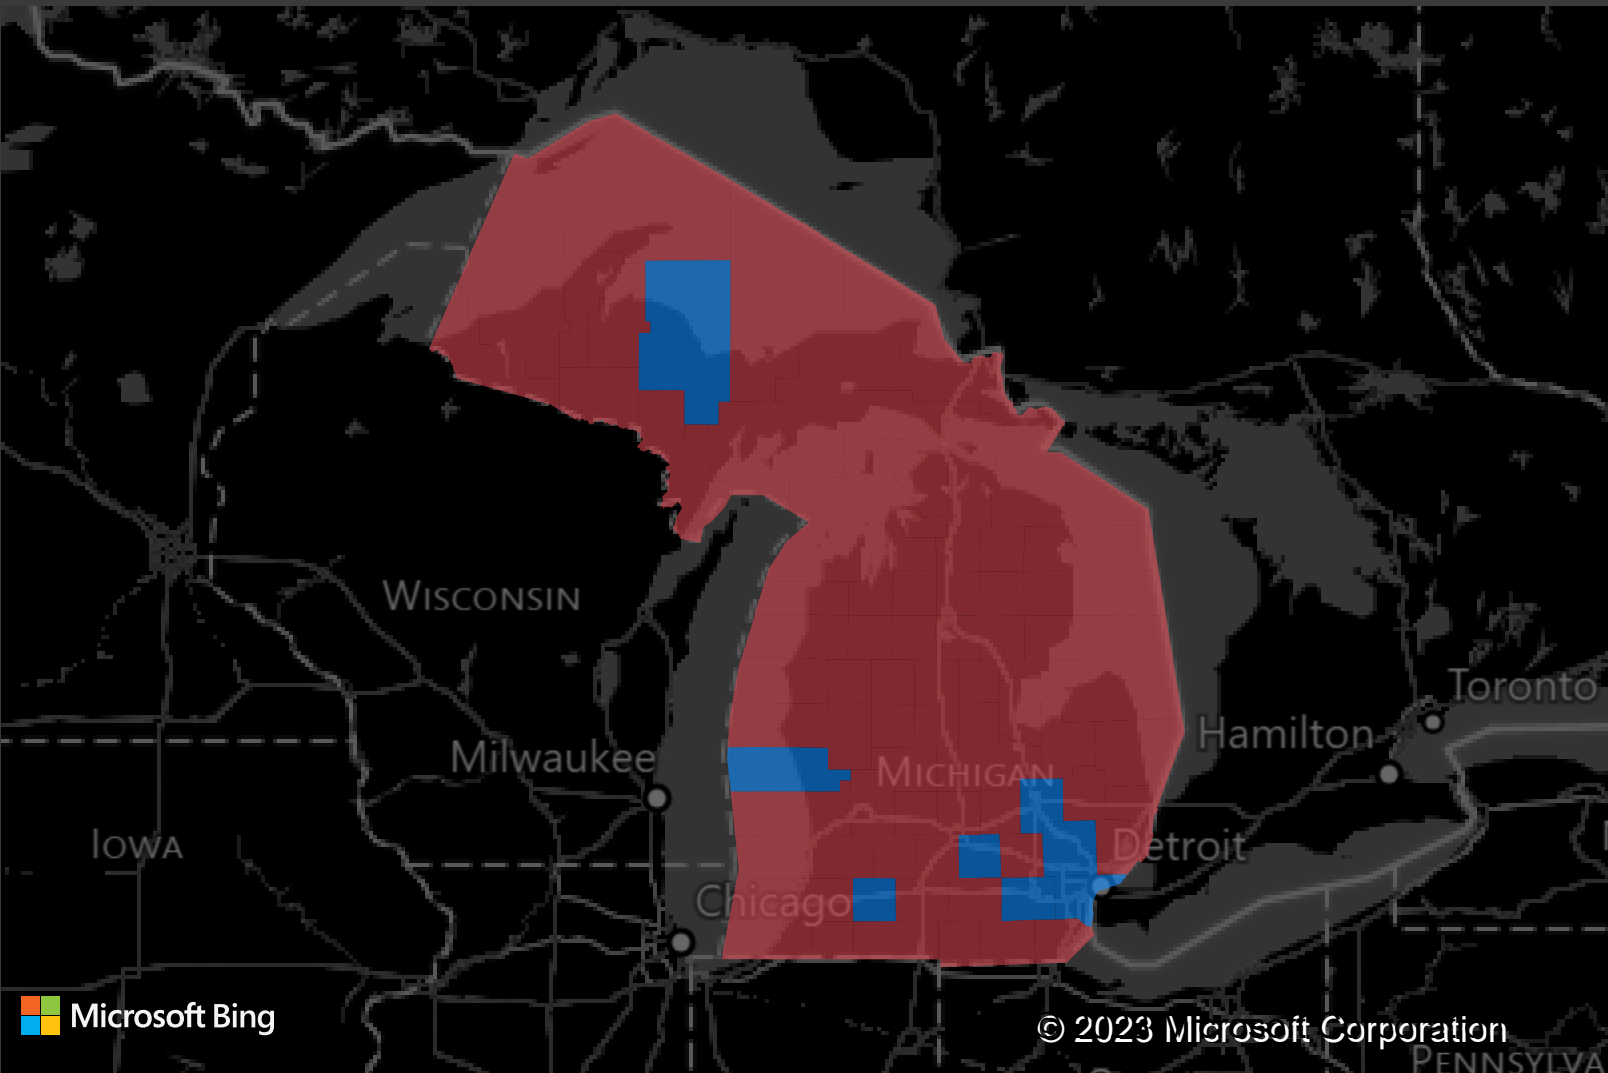 WISCONSIN
Toronto
Hamilton
Milwaukee
MICHIGAN
IOWA
Detroit
Chicago
Microsoft Bing
© 2023 Microsoft Corporation